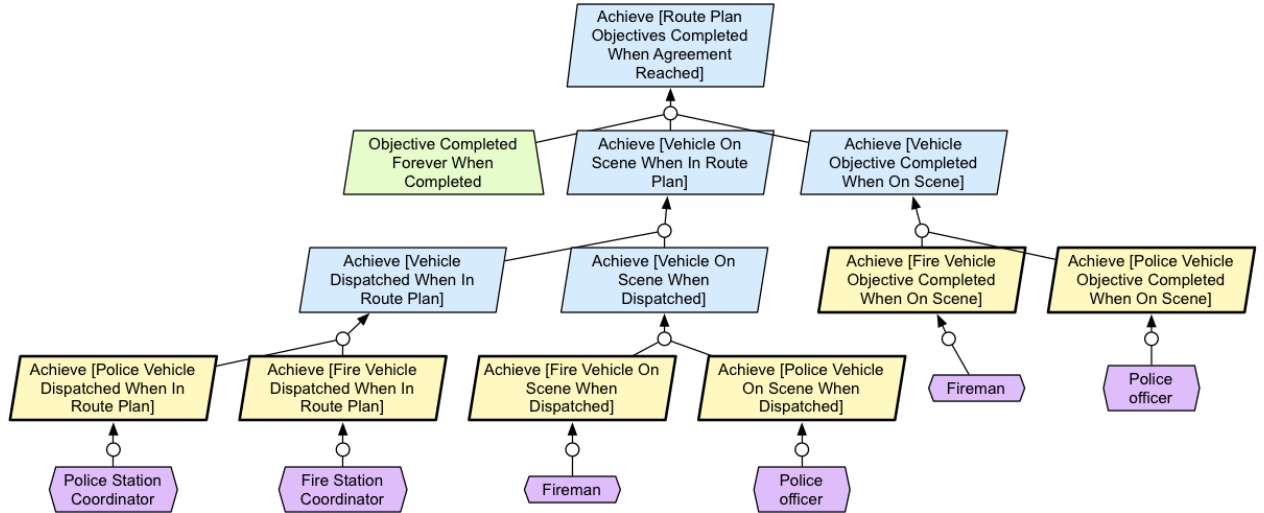 Achieve [Route Plan
Objectives Completed
When Agreement
Reached]
Objective Completed
Forever When
Completed
Achieve [Vehicle On
Scene When In Route
Plan]
Achieve [Vehicle
Objective Completed
When On Scene]
Achieve [Vehicle
Dispatched When In
Route Plan]
Achieve [Vehicle On
Scene When
Dispatched]
Achieve [Fire Vehicle
Objective Completed
When On Scene]
Achieve [Police Vehicle
Objective Completed
When On Scene]
Achieve [Police Vehicle
Dispatched When In
Route Plan]
Achieve [Fire Vehicle
Dispatched When In
Route Plan]
Achieve [Fire Vehicle On
Scene When
Dispatched]
Achieve [Police Vehicle
On Scene When
Dispatched]
Fireman
Police
officer
Police Station
Coordinator
Fire Station
Coordinator
Fireman
Police
officer